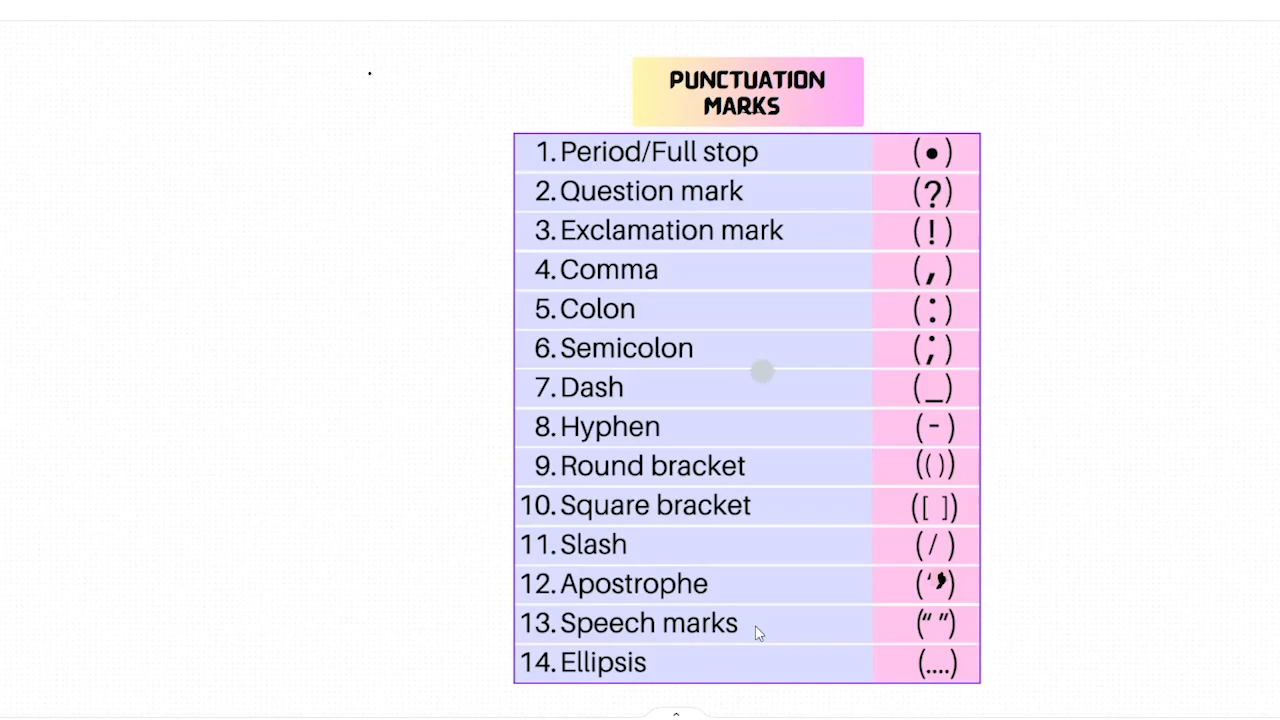 PUNCTUATION
MARKS
1. Period/Full stop (•)
2. Question mark (?)
3. Exclamation mark (!)
4. Comma (,)
5. Colon (:)
6. Semicolon (;)
7. Dash (_)
8. Hyphen (-)
9. Round bracket (( ))
10. Square bracket ([ ])
11. Slash (/)
12. Apostrophe (‘ ’)
13. Speech marks (“ ”)
14. Ellipsis (....)